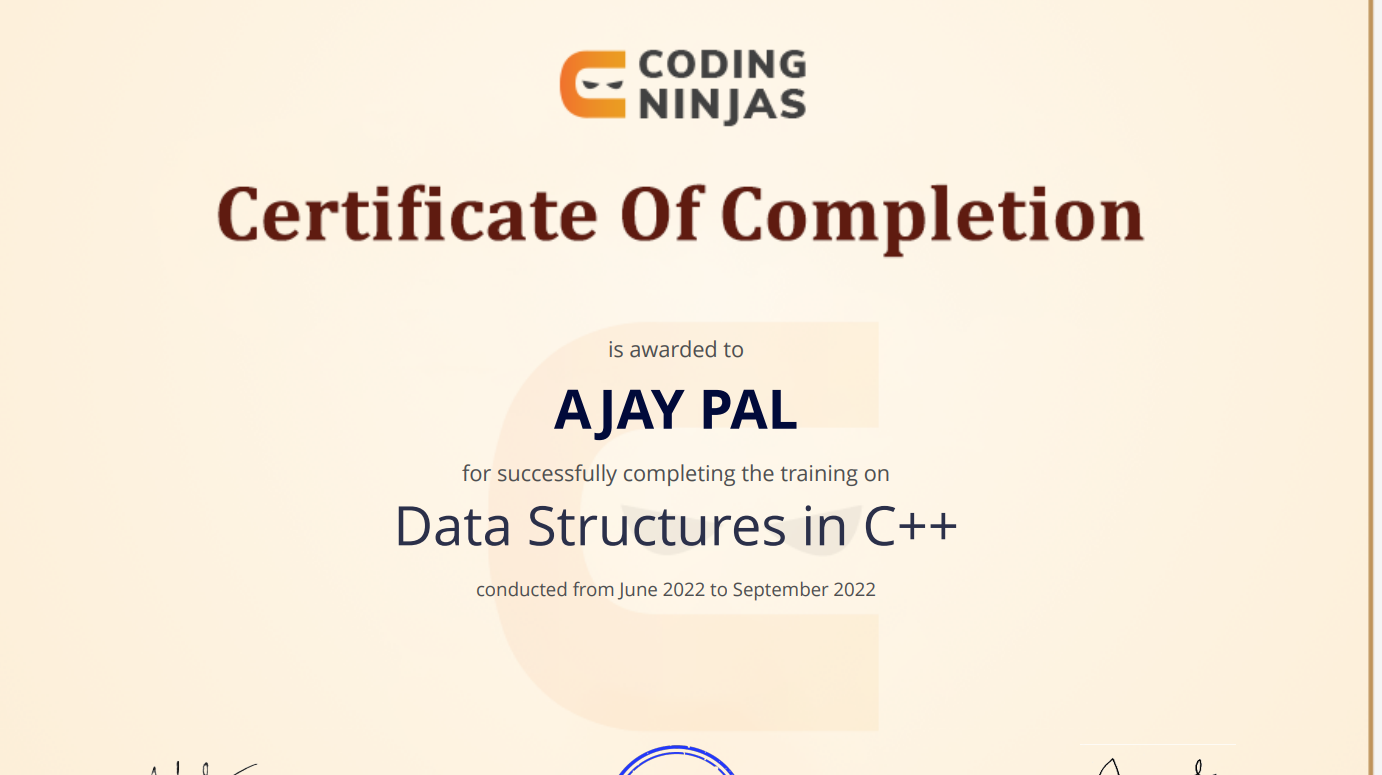 CODING
NINJAS
Certificate Of Completion
is awarded to
AJAY PAL
for successfully completing the training on
Data Structures in C++
conducted from June 2022 to September 2022